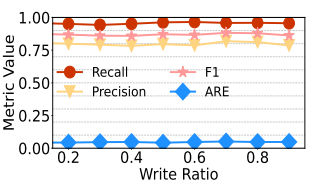 Metric Value
1.00
0.75
0.50
0.25
0.00
Recall
F1
Precision
ARE
0.2
0.4
0.6
0.8
Write Ratio